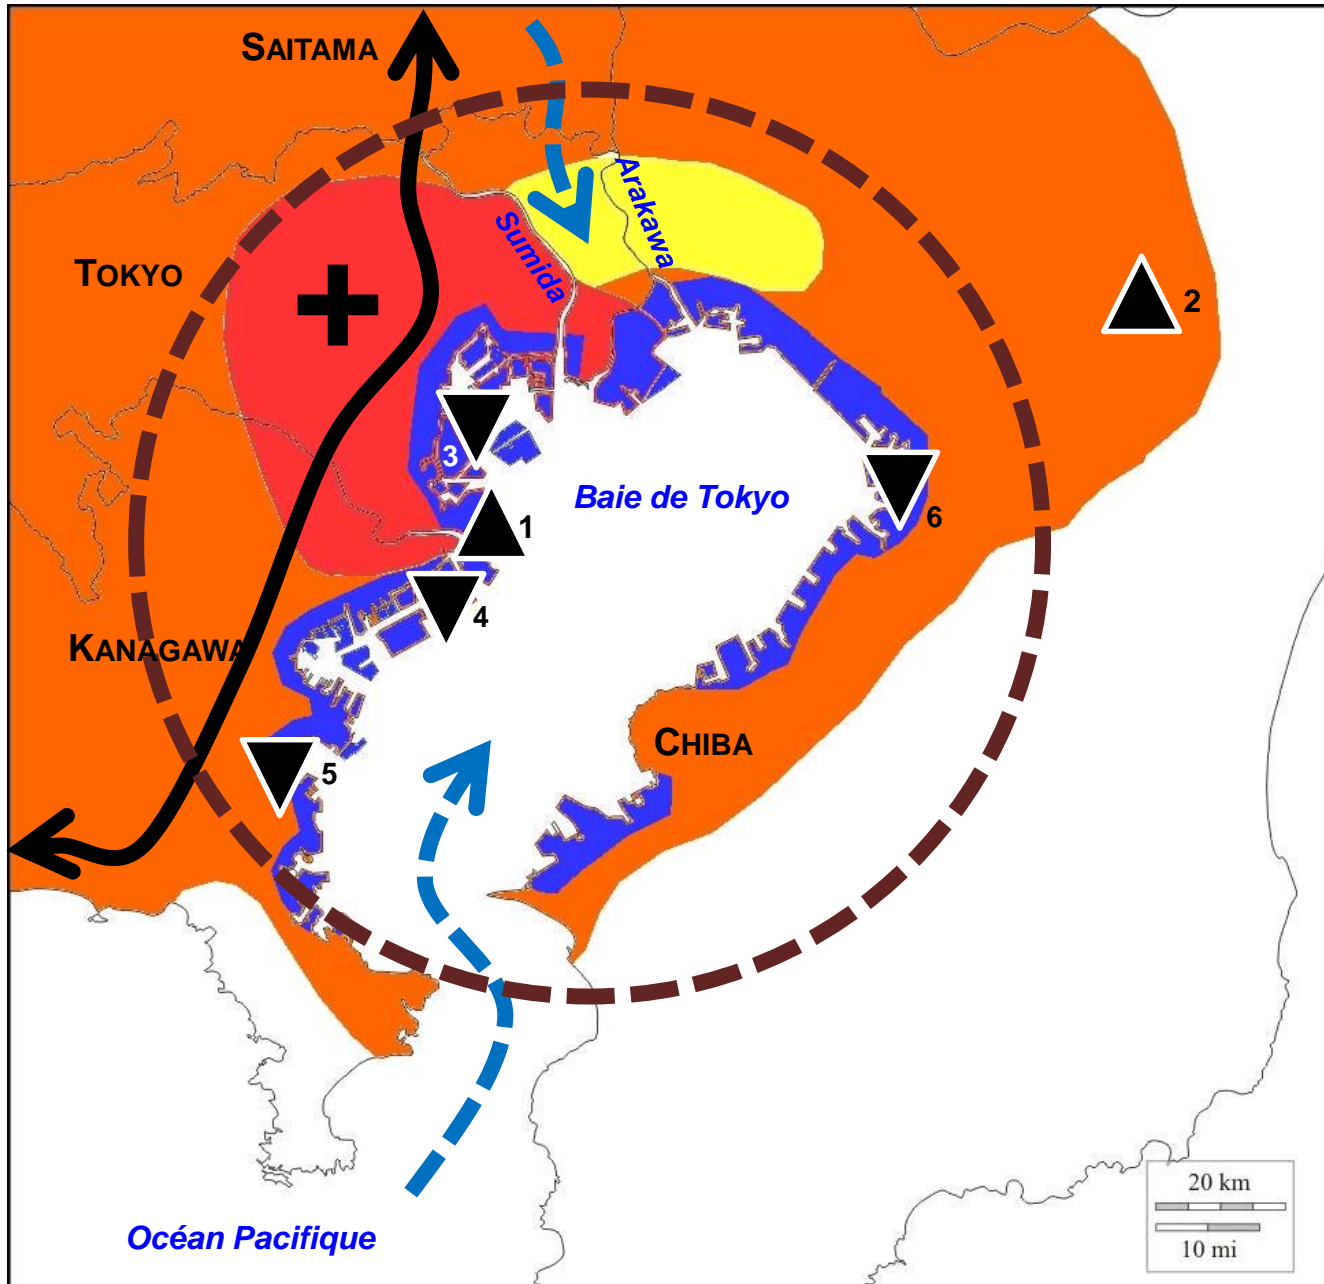 SAITAMA
Arakawa
Sumida
TOKYO
2
3
Baie de Tokyo
1
6
4
KANAGAWA
CHIBA
5
20 km
Océan Pacifique
10 mi